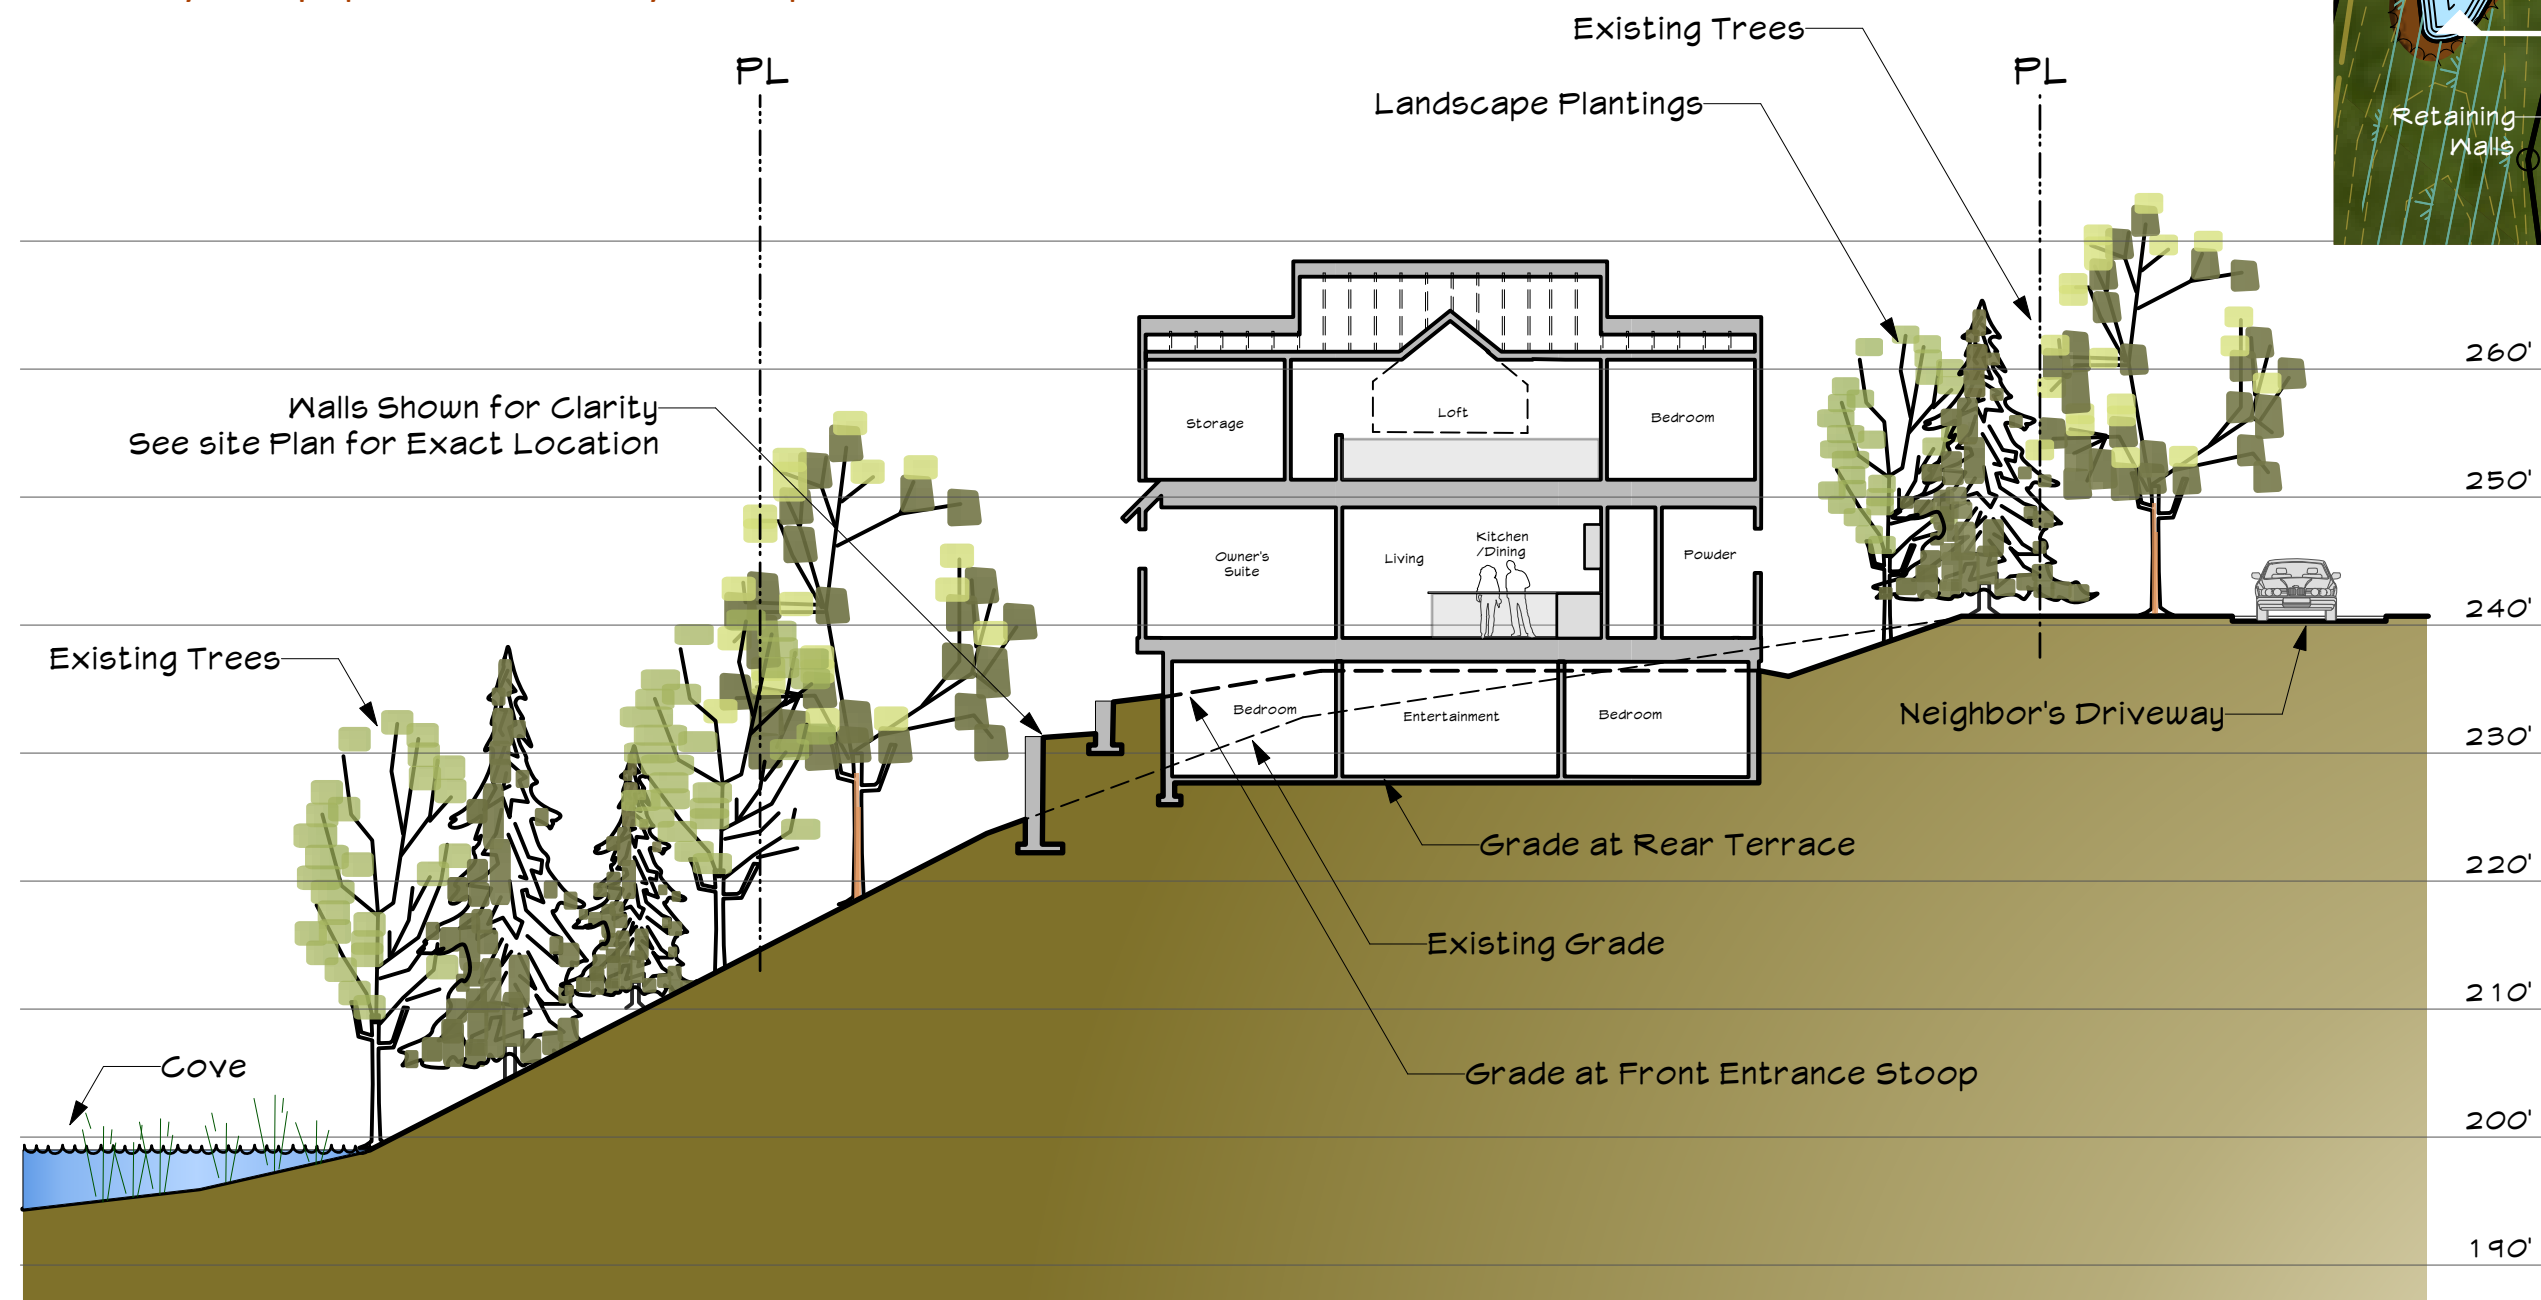 Existing Trees
PL
PL
Landscape Plantings
Retaining
Walls
260'
Walls Shown for Clarity
See site Plan for Exact Location
Storage
Loft
Bedroom
250'
Owner's
Suite
Living
Kitchen
/Dining
Powder
240'
Existing Trees
Bedroom
Entertainment
Bedroom
Neighbor's Driveway
230'
Grade at Rear Terrace
220'
Existing Grade
210'
Cove
Grade at Front Entrance Stoop
200'
190'